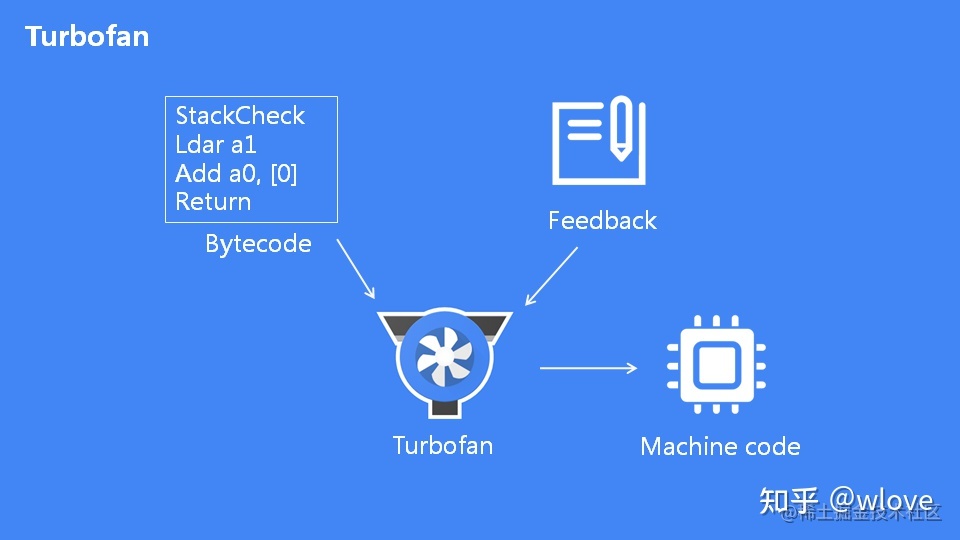 Turbofan
StackCheck
Ldar a1
Add a0, [0]
Return
Bytecode
Feedback
Turbofan
Machine code
知乎 @wlove
@稀土掘金技术社区